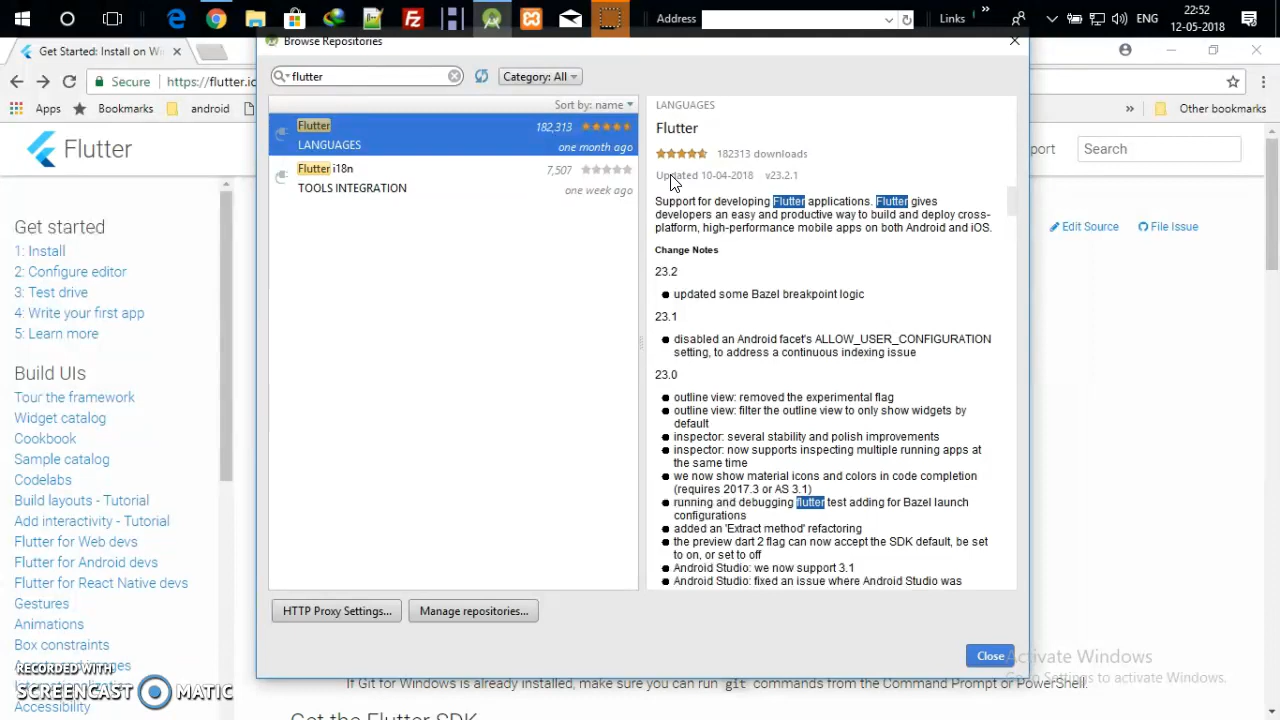 Address
Links
»
ENG
22:52
12-05-2018
Get Started: Install on Wi
Browse Repositories
Secure
https://flutter.io
Apps
Bookmarks
android
»
Other bookmarks
Flutter
port
Search
flutter
Category: All
Sort by: name
Flutter
182,313
LANGUAGES
one month ago
Flutter i18n
7,507
TOOLS INTEGRATION
one week ago
LANGUAGES
Flutter
182313 downloads
Updated 10-04-2018 v23.2.1
Support for developing Flutter applications. Flutter gives
developers an easy and productive way to build and deploy cross-
platform, high-performance mobile apps on both Android and iOS.
Change Notes
23.2
updated some Bazel breakpoint logic
23.1
disabled an Android facet's ALLOW_USER_CONFIGURATION
setting, to address a continuous indexing issue
23.0
outline view: removed the experimental flag
outline view: filter the outline view to only show widgets by
default
inspector: several stability and polish improvements
inspector: now supports inspecting multiple running apps at
the same time
we now show material icons and colors in code completion
(requires 2017.3 or AS 3.1)
running and debugging flutter test adding for Bazel launch
configurations
added an 'Extract method' refactoring
the preview dart 2 flag can now accept the SDK default, be set
to on, or set to off
Android Studio: we now support 3.1
Android Studio: fixed an issue where Android Studio was
HTTP Proxy Settings...
Manage repositories...
Close
Get started
1: Install
2: Configure editor
3: Test drive
4: Write your first app
5: Learn more
Build UIs
Tour the framework
Widget catalog
Cookbook
Sample catalog
Codelabs
Build layouts - Tutorial
Add interactivity - Tutorial
Flutter for Web devs
Flutter for Android devs
Flutter for React Native devs
Gestures
Animations
Box constraints
Accessibility
Edit Source
File Issue
Activate Windows
Go to Settings to activate Windows.
If Git for Windows is already installed, make sure you can run git commands from the Command Prompt or PowerShell.
Get the Flutter SDK
RECORDED WITH
SCREENCAST MATIC